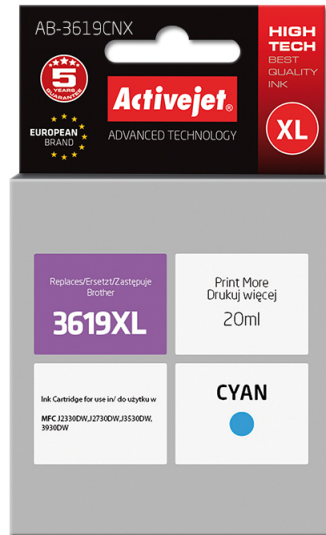 AB-3619CNX
HIGH
TECH
BEST
QUALITY
INK
5
YEARS
GUARANTEE
Activejet®
EUROPEAN
BRAND
ADVANCED TECHNOLOGY
XL
Replaces/Ersetzt/Zastępuje
Brother
3619XL
Print More
Drukuj więcej
20ml
Ink Cartridge for use in/ do użytku w
MFC J2330DW,J2730DW,J3530DW,
3930DW
CYAN